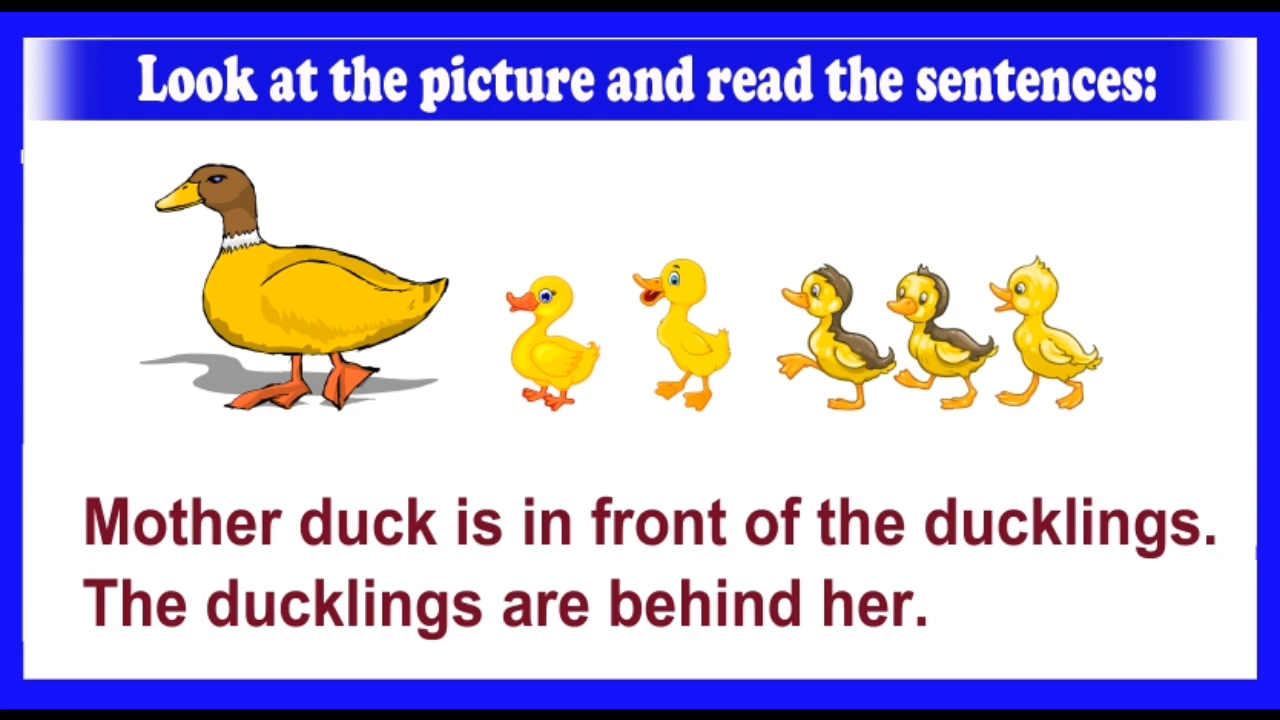 Look at the picture and read the sentences:
Mother duck is in front of the ducklings.
The ducklings are behind her.